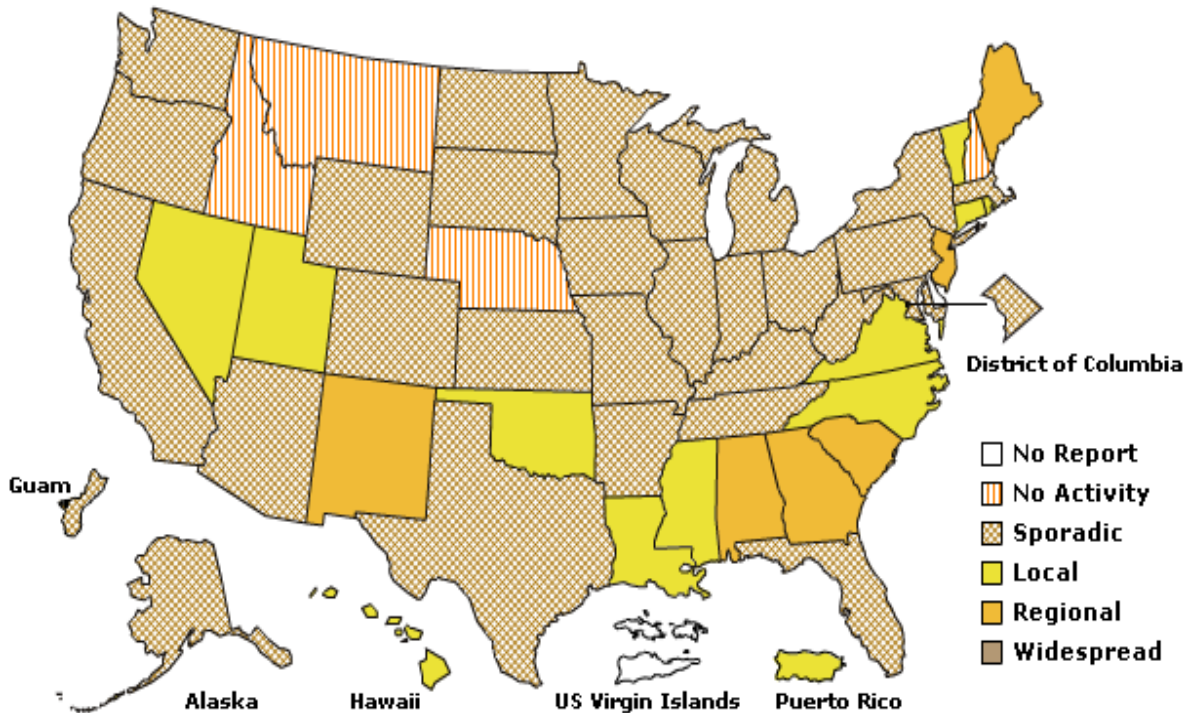 District of Columbia
No Report
Guam
No Activity
Sporadic
Local
Regional
Widespread
Alaska
Hawaii
US Virgin Islands
Puerto Rico